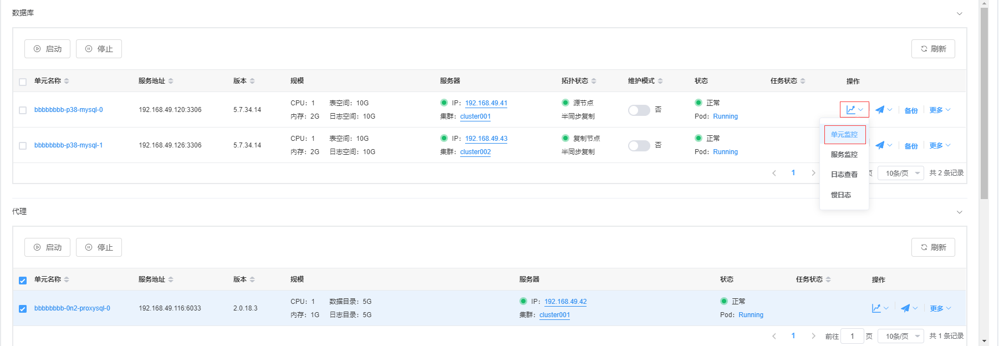 数据库
启动 停止 刷新
单元名称 服务地址 版本 规模 服务器 拓扑状态 维护模式 状态 任务状态 操作
CPU：1 表空间：10G IP：192.168.49.41 源节点 正常
bbbbbbbb-p38-mysql-0 192.168.49.120:3306 5.7.34.14 否 备份 更多
内存：2G 日志空间：10G 集群：cluster001 半同步复制 Pod：Running
单元监控
CPU：1 表空间：10G IP：192.168.49.43 复制节点 正常
bbbbbbbb-p38-mysql-1 192.168.49.126:3306 5.7.34.14 否 备份 更多
内存：2G 日志空间：10G 集群：cluster002 半同步复制 Pod：Running
服务监控
1 页 10条/页 共 2 条记录
日志查看
慢日志
代理
启动 停止 刷新
单元名称 服务地址 版本 规模 服务器 状态 任务状态 操作
CPU：1 数据目录：5G IP：192.168.49.42 正常
bbbbbbbb-0n2-proxysql-0 192.168.49.116:6033 2.0.18.3 更多
内存：1G 日志目录：5G 集群：cluster001 Pod：Running
1 前往 1 页 10条/页 共 1 条记录